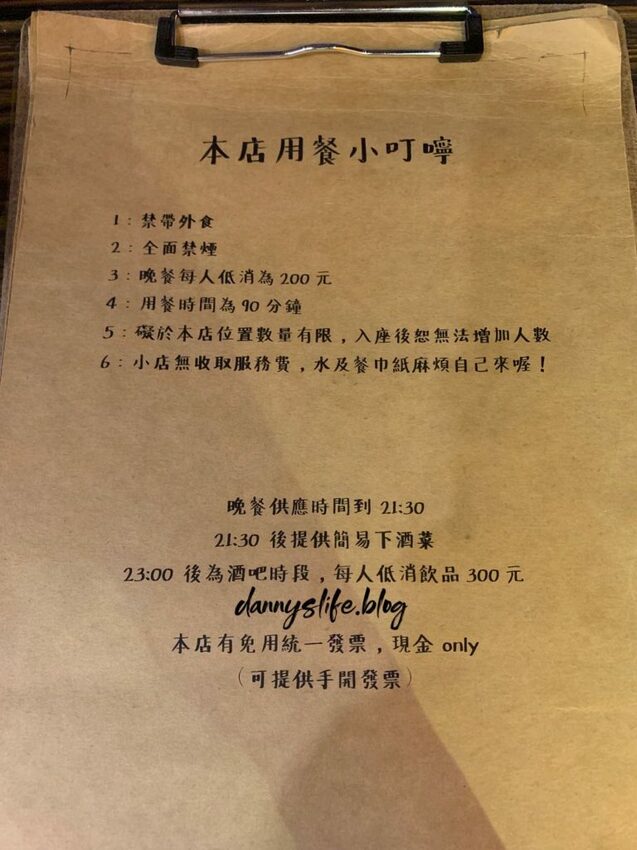 本店用餐小叮嚀
1：禁帶外食
2：全面禁煙
3：晚餐每人低消為 200 元
4：用餐時間為 90 分鐘
5：礙於本店位置數量有限，入座後恕無法增加人數
6：小店無收取服務費，水及餐巾紙麻煩自己來喔！
晚餐供應時間到 21:30
21:30 後提供簡易下酒菜
23:00 後為酒吧時段，每人低消飲品 300 元
dannyslife.blog
本店有免用統一發票，現金 only
（可提供手開發票）